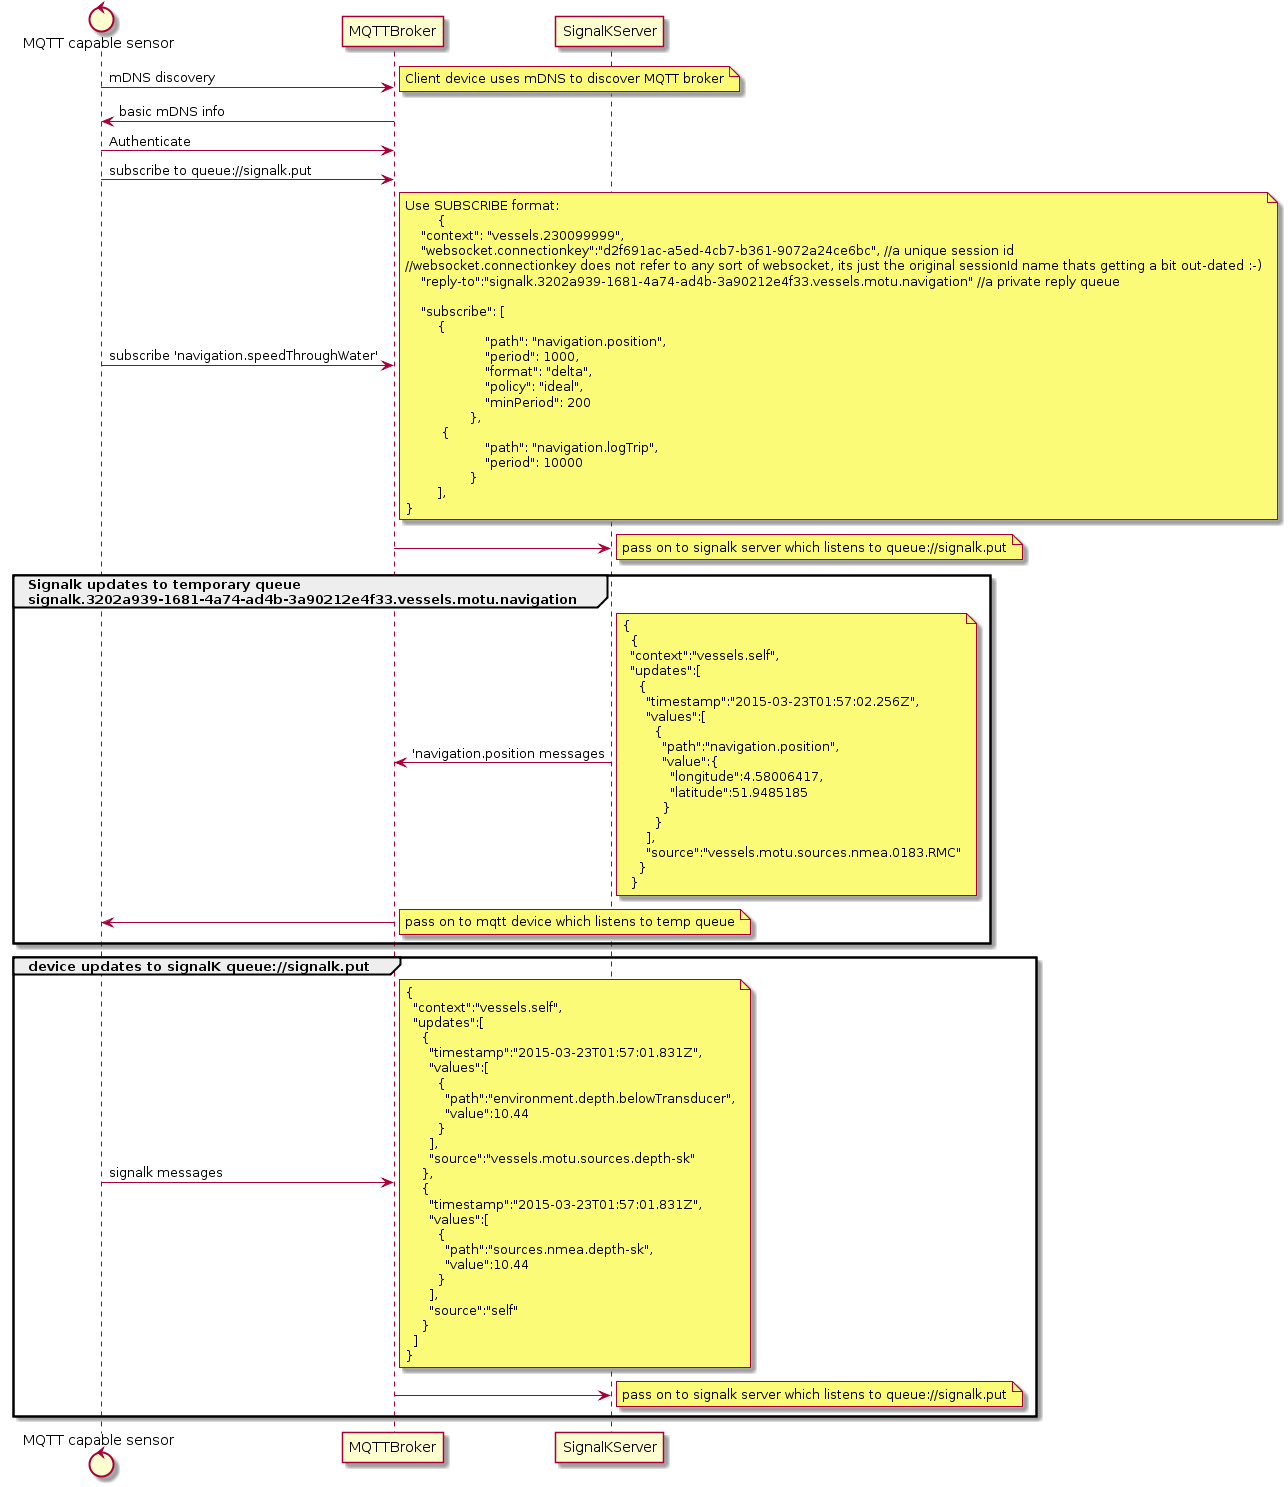 MQTT capable sensor
MQTTBroker
SignalKServer
mDNS discovery
Client device uses mDNS to discover MQTT broker
basic mDNS info
Authenticate
subscribe to queue://signalk.put
subscribe 'navigation.speedThroughWater'
Use SUBSCRIBE format:
{
"context": "vessels.230099999",
"websocket.connectionkey":"d2f691ac-a5ed-4cb7-b361-9072a24ce6bc", //a unique session id
//websocket.connectionkey does not refer to any sort of websocket, its just the original sessionId name thats getting a bit out-dated :-)
"reply-to":"signalk.3202a939-1681-4a74-ad4b-3a90212e4f33.vessels.motu.navigation" //a private reply queue
"subscribe": [
{
"path": "navigation.position",
"period": 1000,
"format": "delta",
"policy": "ideal",
"minPeriod": 200
},
{
"path": "navigation.logTrip",
"period": 10000
}
],
}
pass on to signalk server which listens to queue://signalk.put
Signalk updates to temporary queue
signalk.3202a939-1681-4a74-ad4b-3a90212e4f33.vessels.motu.navigation
'navigation.position messages
{
{
"context":"vessels.self",
"updates":[
{
"timestamp":"2015-03-23T01:57:02.256Z",
"values":[
{
"path":"navigation.position",
"value":{
"longitude":4.58006417,
"latitude":51.9485185
}
}
],
"source":"vessels.motu.sources.nmea.0183.RMC"
}
}
pass on to mqtt device which listens to temp queue
device updates to signalK queue://signalk.put
signalk messages
{
"context":"vessels.self",
"updates":[
{
"timestamp":"2015-03-23T01:57:01.831Z",
"values":[
{
"path":"environment.depth.belowTransducer",
"value":10.44
}
],
"source":"vessels.motu.sources.depth-sk"
},
{
"timestamp":"2015-03-23T01:57:01.831Z",
"values":[
{
"path":"sources.nmea.depth-sk",
"value":10.44
}
],
"source":"self"
}
]
}
pass on to signalk server which listens to queue://signalk.put
MQTT capable sensor
MQTTBroker
SignalKServer